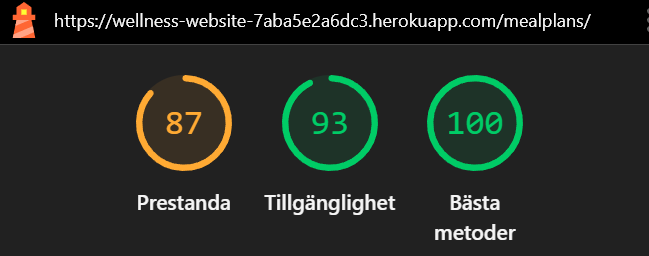 https://wellness-website-7aba5e2a6dc3.herokuapp.com/mealplans/
87 93 100
Prestanda Tillgänglighet Bästa
metoder